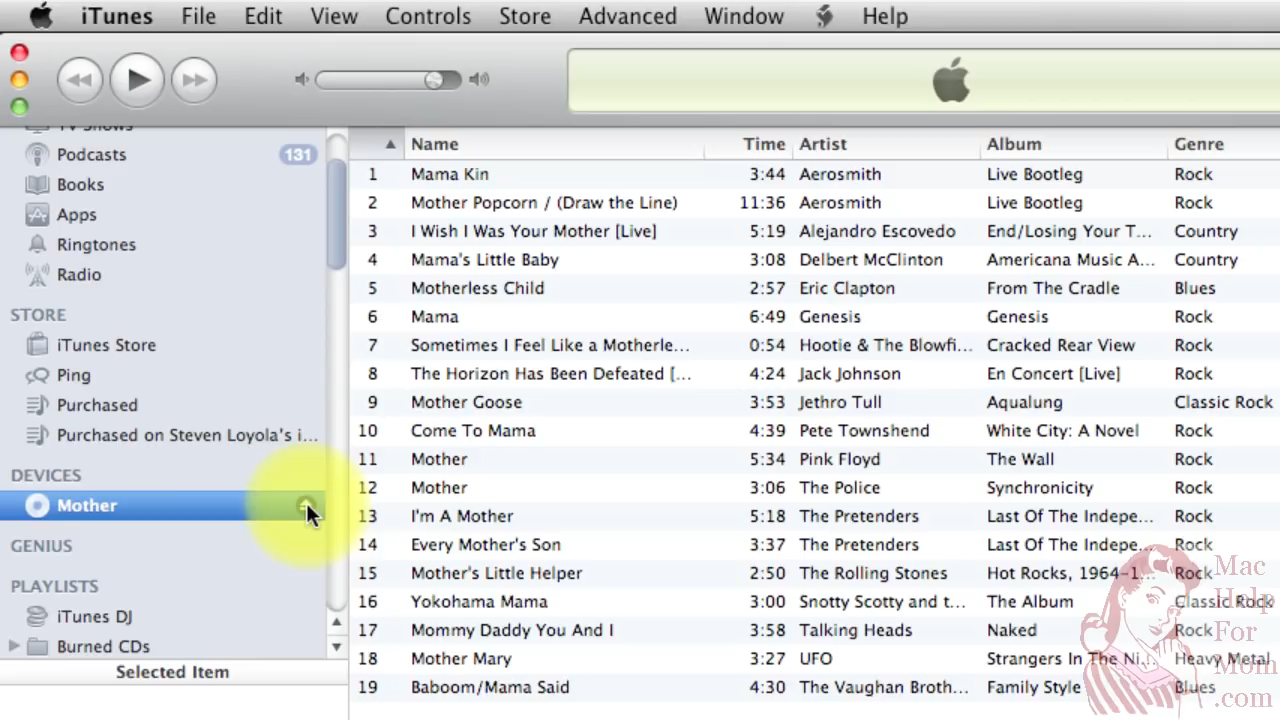 iTunes File Edit View Controls Store Advanced Window Help
TV Shows
Podcasts 131
Books
Apps
Ringtones
Radio
STORE
iTunes Store
Ping
Purchased
Purchased on Steven Loyola's i...
DEVICES
Mother
GENIUS
PLAYLISTS
iTunes DJ
Burned CDs
Selected Item
Name Time Artist Album Genre
1 Mama Kin 3:44 Aerosmith Live Bootleg Rock
2 Mother Popcorn / (Draw the Line) 11:36 Aerosmith Live Bootleg Rock
3 I Wish I Was Your Mother [Live] 5:19 Alejandro Escovedo End/Losing Your T... Country
4 Mama's Little Baby 3:08 Delbert McClinton Americana Music A... Country
5 Motherless Child 2:57 Eric Clapton From The Cradle Blues
6 Mama 6:49 Genesis Genesis Rock
7 Sometimes I Feel Like a Motherle... 0:54 Hootie & The Blowfi... Cracked Rear View Rock
8 The Horizon Has Been Defeated [... 4:24 Jack Johnson En Concert [Live] Rock
9 Mother Goose 3:53 Jethro Tull Aqualung Classic Rock
10 Come To Mama 4:39 Pete Townshend White City: A Novel Rock
11 Mother 5:34 Pink Floyd The Wall Rock
12 Mother 3:06 The Police Synchronicity Rock
13 I'm A Mother 5:18 The Pretenders Last Of The Indepe... Rock
14 Every Mother's Son 3:37 The Pretenders Last Of The Indepe... Rock
15 Mother's Little Helper 2:50 The Rolling Stones Hot Rocks, 1964-1... Rock
16 Yokohama Mama 3:00 Snotty Scotty and t... The Album Classic Rock
17 Mommy Daddy You And I 3:58 Talking Heads Naked Rock
18 Mother Mary 3:27 UFO Strangers In The Ni... Heavy Metal
19 Baboom/Mama Said 4:30 The Vaughan Broth... Family Style Blues
Mac
Help
For
Mom
.com